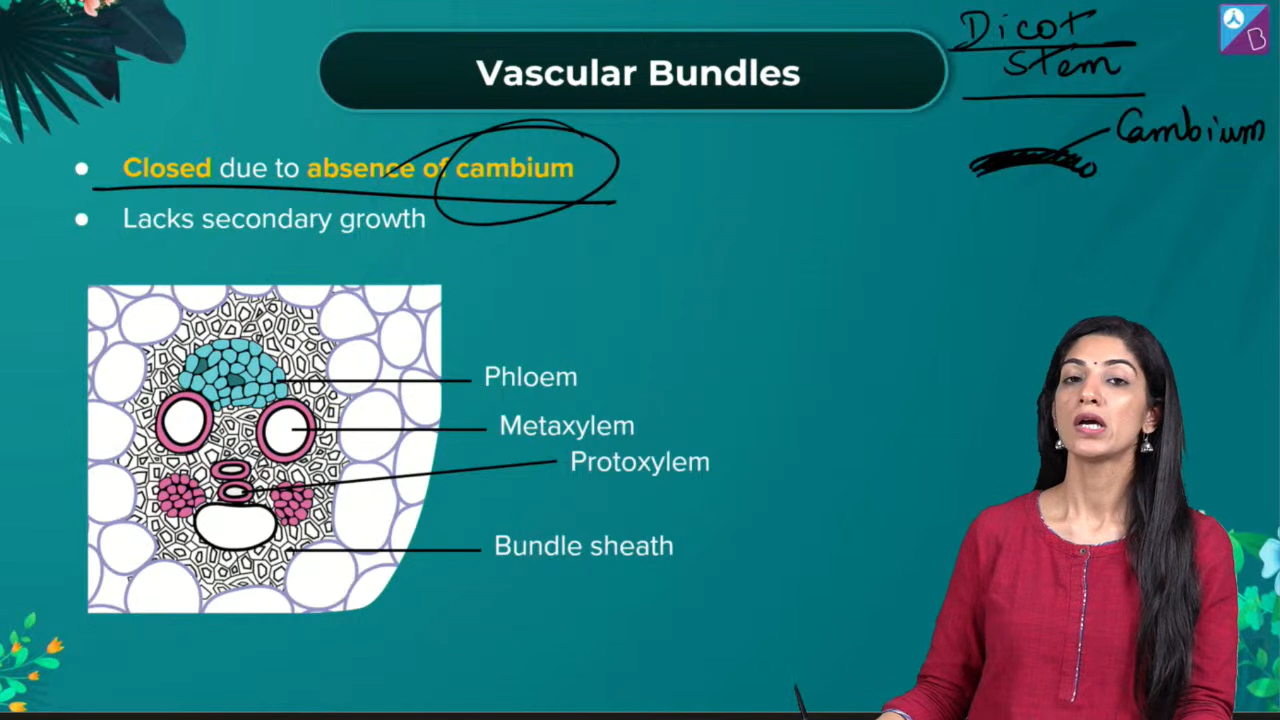 Vascular Bundles
Dicot
Stem
Cambium
Closed due to absence of cambium
Lacks secondary growth
Phloem
Metaxylem
Protoxylem
Bundle sheath
B